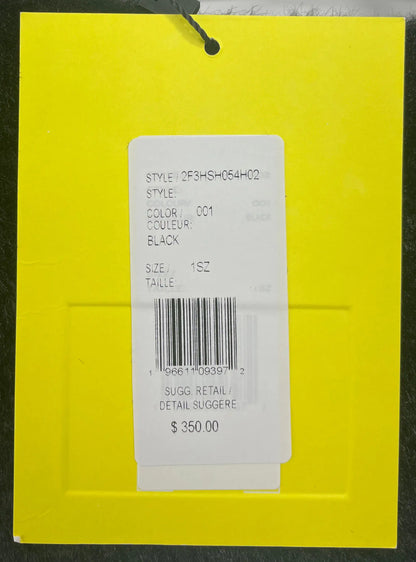 STYLE / 2F3HSH054H02
STYLE:
COLOR / 001
COULEUR:
BLACK
SIZE / 1SZ
TAILLE
1 96611 09397 2
SUGG. RETAIL /
DETAIL SUGGERE
$ 350.00